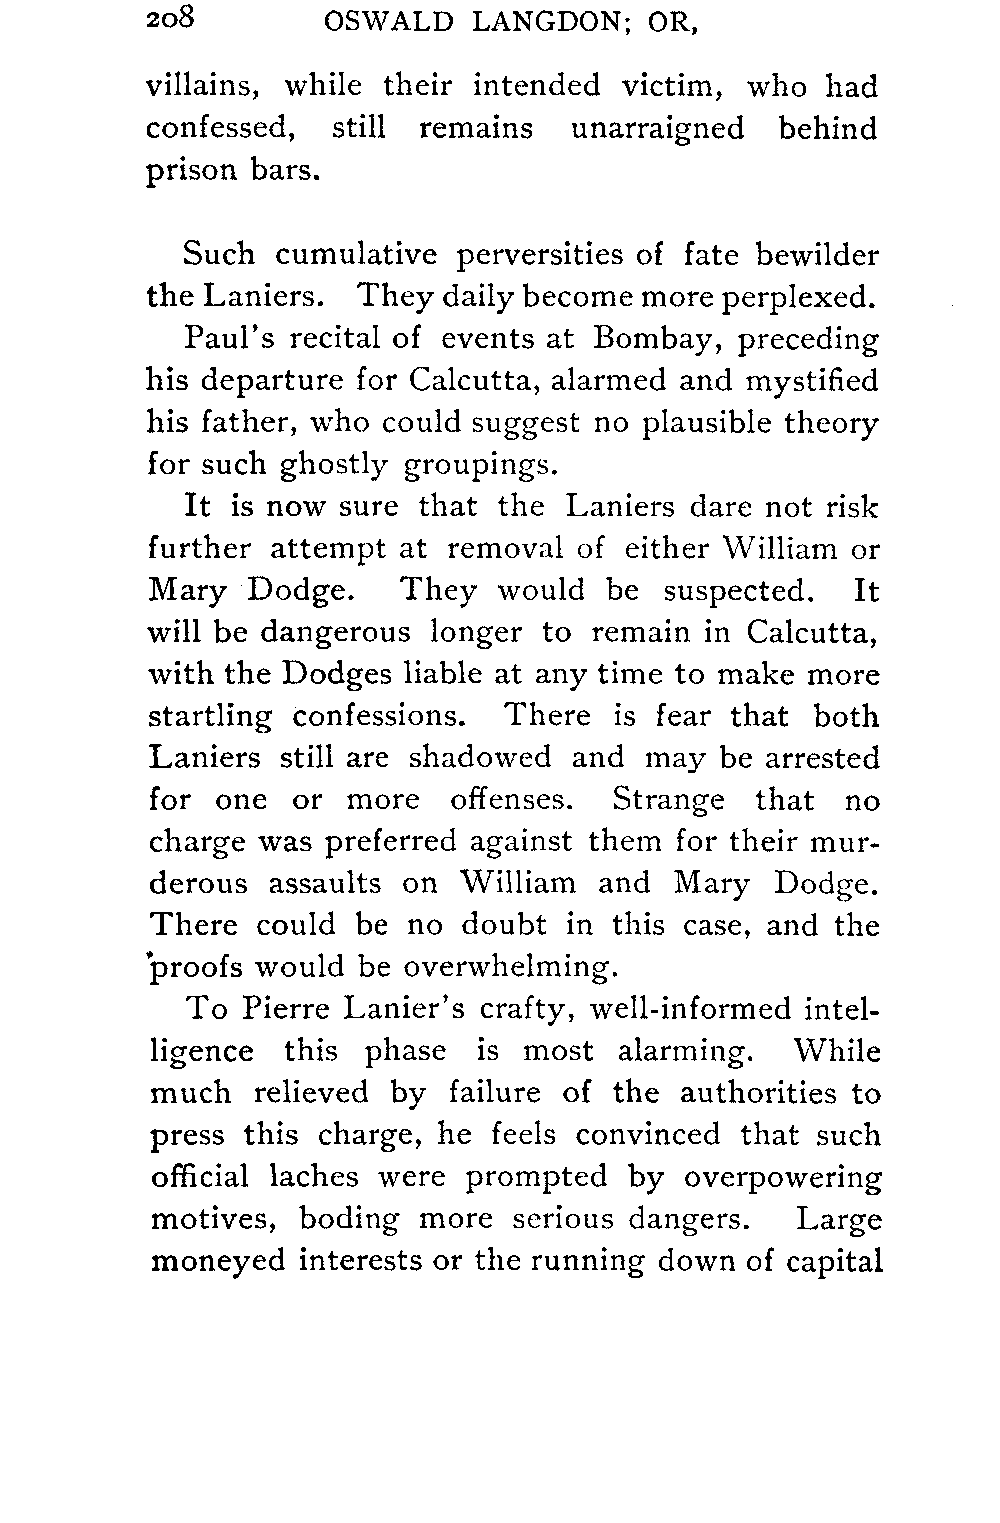 208 OSWALD LANGDON; OR,
villains, while their intended victim, who had
confessed, still remains unarraigned behind
prison bars.
Such cumulative perversities of fate bewilder
the Laniers. They daily become more perplexed.
Paul's recital of events at Bombay, preceding
his departure for Calcutta, alarmed and mystified
his father, who could suggest no plausible theory
for such ghostly groupings.
It is now sure that the Laniers dare not risk
further attempt at removal of either William or
Mary Dodge. They would be suspected. It
will be dangerous longer to remain in Calcutta,
with the Dodges liable at any time to make more
startling confessions. There is fear that both
Laniers still are shadowed and may be arrested
for one or more offenses. Strange that no
charge was preferred against them for their mur-
derous assaults on William and Mary Dodge.
There could be no doubt in this case, and the
proofs would be overwhelming.
To Pierre Lanier's crafty, well-informed intel-
ligence this phase is most alarming. While
much relieved by failure of the authorities to
press this charge, he feels convinced that such
official laches were prompted by overpowering
motives, boding more serious dangers. Large
moneyed interests or the running down of capital